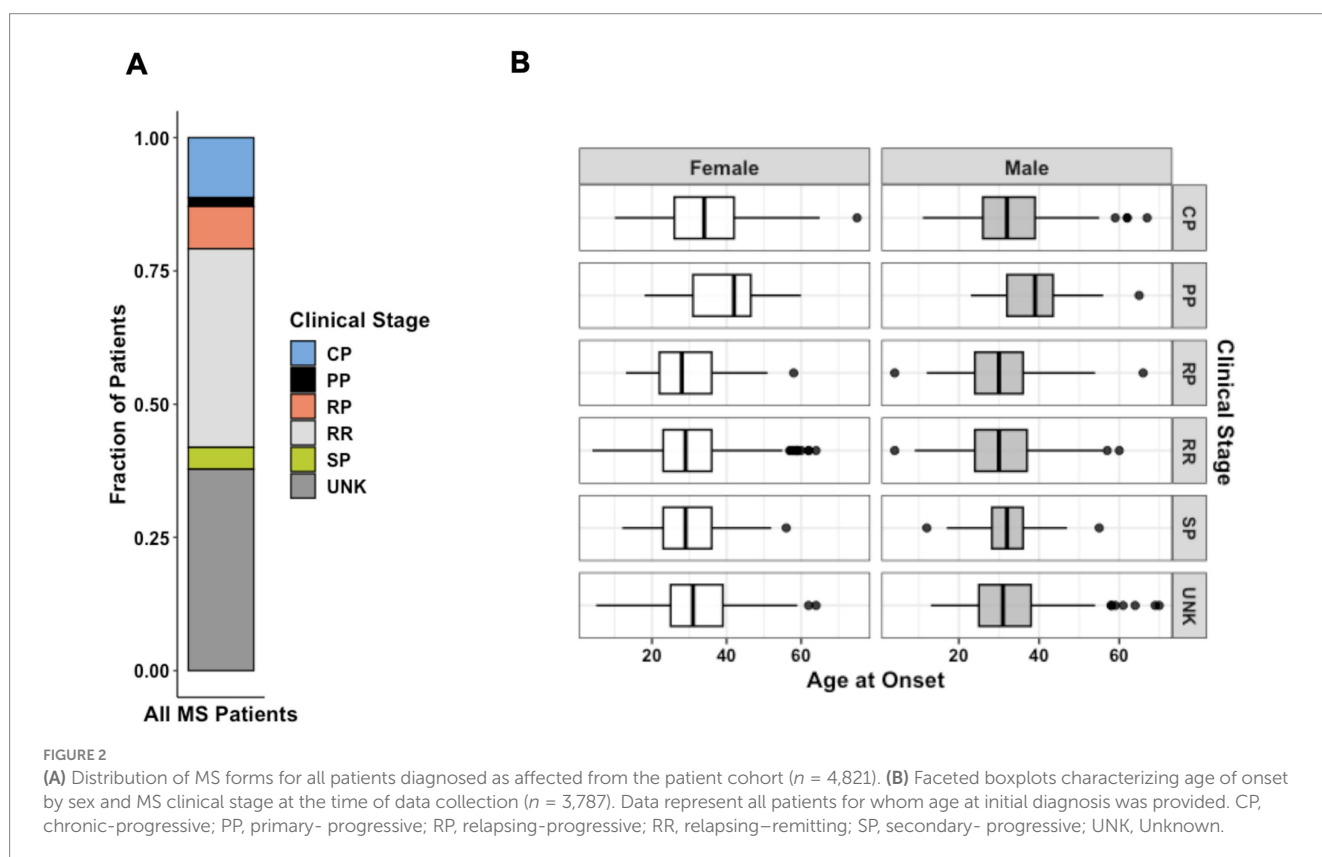 A
B
1.00
0.75
0.50
0.25
0.00
Fraction of Patients
All MS Patients
Clinical Stage
CP
PP
RP
RR
SP
UNK
Female
Male
CP
PP
RP
RR
SP
UNK
Clinical Stage
20
40
60
20
40
60
Age at Onset
FIGURE 2
(A) Distribution of MS forms for all patients diagnosed as affected from the patient cohort (n = 4,821). (B) Faceted boxplots characterizing age of onset
by sex and MS clinical stage at the time of data collection (n = 3,787). Data represent all patients for whom age at initial diagnosis was provided. CP,
chronic-progressive; PP, primary- progressive; RP, relapsing-progressive; RR, relapsing–remitting; SP, secondary- progressive; UNK, Unknown.